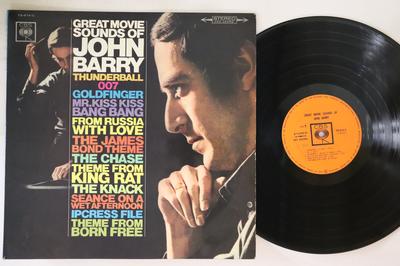 CBS
STEREO
GREAT MOVIE
SOUNDS OF
JOHN
BARRY
THUNDERBALL
007
GOLDFINGER
MR.KISS KISS
BANG BANG
FROM RUSSIA
WITH LOVE
THE JAMES
BOND THEME
THE CHASE
THEME FROM
KING RAT
THE KNACK
SEANCE ON A
WET AFTERNOON
IPCRESS FILE
THEME FROM
BORN FREE
CBS